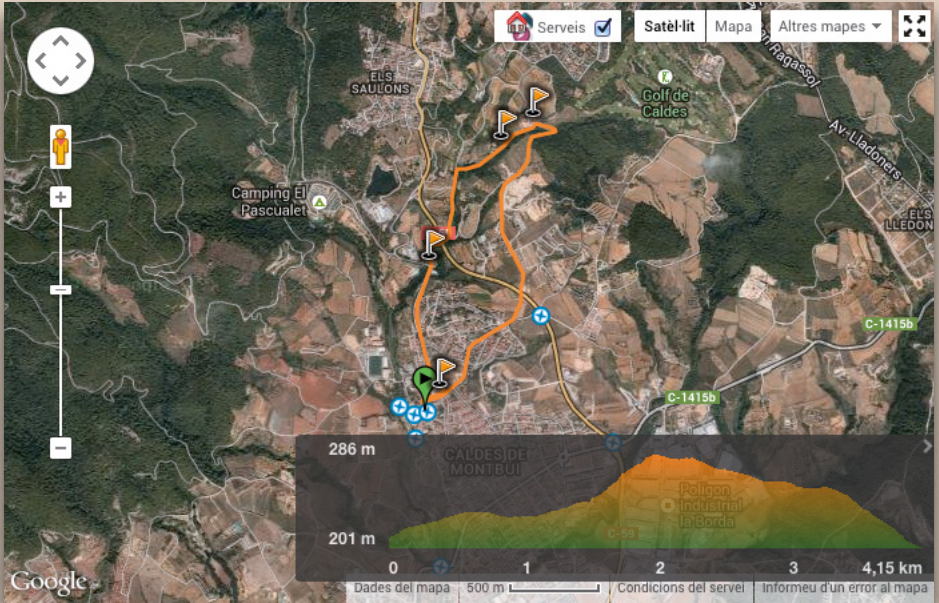 Serveis
Satèl·lit
Mapa
Altres mapes
an Ragassol
ELS
SAULONS
Golf de
Caldes
Av. Lladoners
Camping El
Pascualet
ELS
LLEDON
C-1415b
C-1415b
CALDES DE
MONTBUI
286 m
Polígon
Industrial
la Borda
C-59
201 m
0
1
2
3
4,15 km
Google
Dades del mapa
500 m
Condicions del servei
Informeu d'un error al mapa